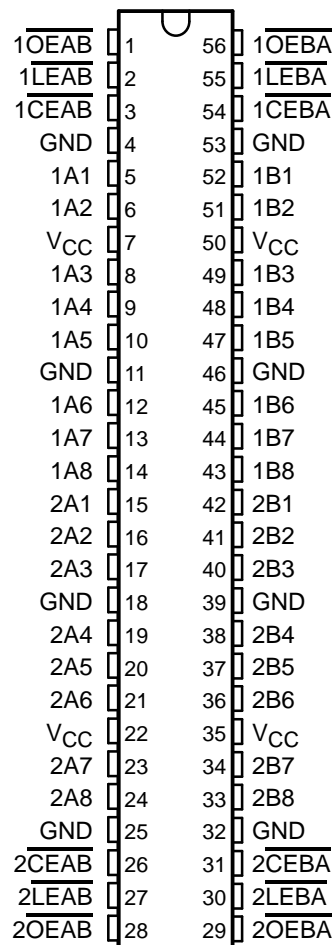 1OEAB 1 56 1OEBA
1LEAB 2 55 1LEBA
1CEAB 3 54 1CEBA
GND 4 53 GND
1A1 5 52 1B1
1A2 6 51 1B2
VCC 7 50 VCC
1A3 8 49 1B3
1A4 9 48 1B4
1A5 10 47 1B5
GND 11 46 GND
1A6 12 45 1B6
1A7 13 44 1B7
1A8 14 43 1B8
2A1 15 42 2B1
2A2 16 41 2B2
2A3 17 40 2B3
GND 18 39 GND
2A4 19 38 2B4
2A5 20 37 2B5
2A6 21 36 2B6
VCC 22 35 VCC
2A7 23 34 2B7
2A8 24 33 2B8
GND 25 32 GND
2CEAB 26 31 2CEBA
2LEAB 27 30 2LEBA
2OEAB 28 29 2OEBA